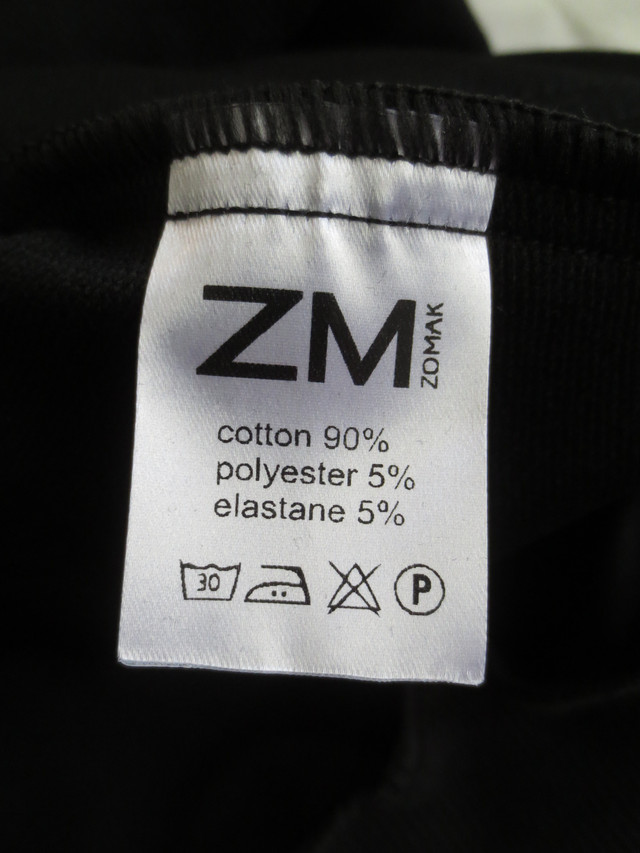 ZM ZOMAK
cotton 90%
polyester 5%
elastane 5%
30 P